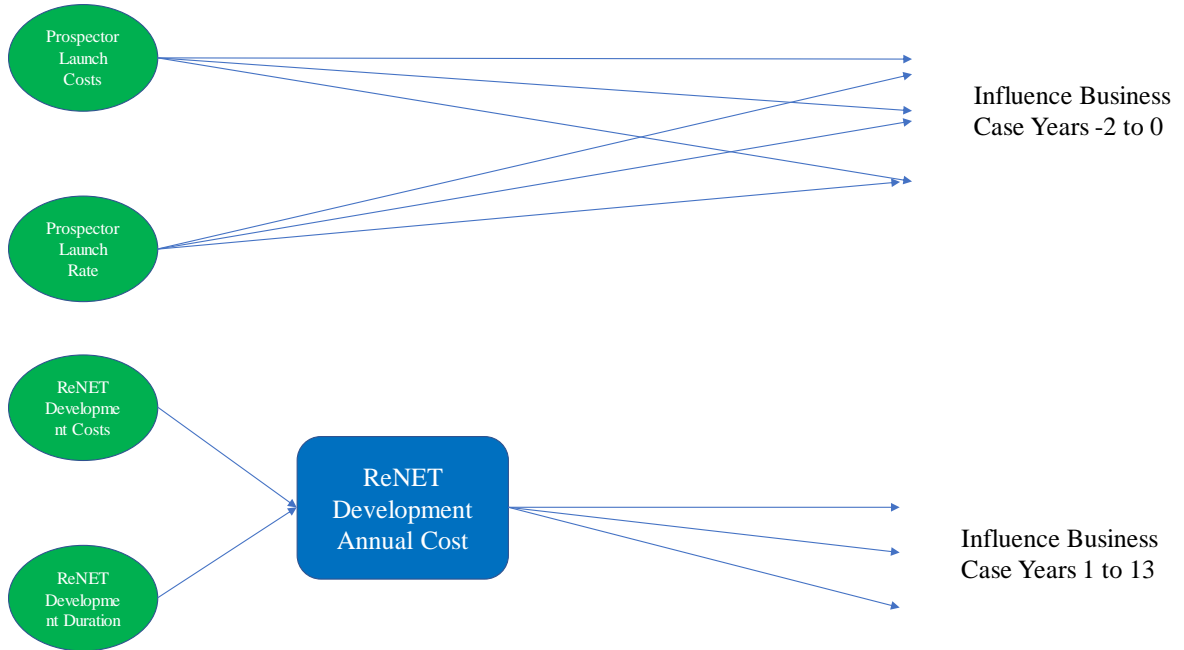 Prospector
Launch
Costs
Influence Business
Case Years -2 to 0
Prospector
Launch
Rate
ReNET
Developme
nt Costs
ReNET
Development
Annual Cost
Influence Business
Case Years 1 to 13
ReNET
Developme
nt Duration